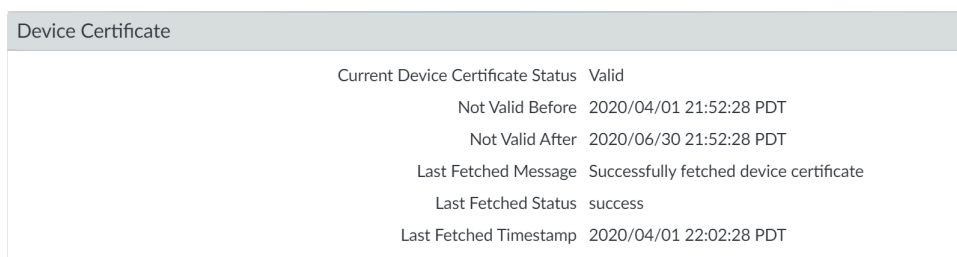 Device Certificate
Current Device Certificate Status Valid
Not Valid Before 2020/04/01 21:52:28 PDT
Not Valid After 2020/06/30 21:52:28 PDT
Last Fetched Message Successfully fetched device certificate
Last Fetched Status success
Last Fetched Timestamp 2020/04/01 22:02:28 PDT